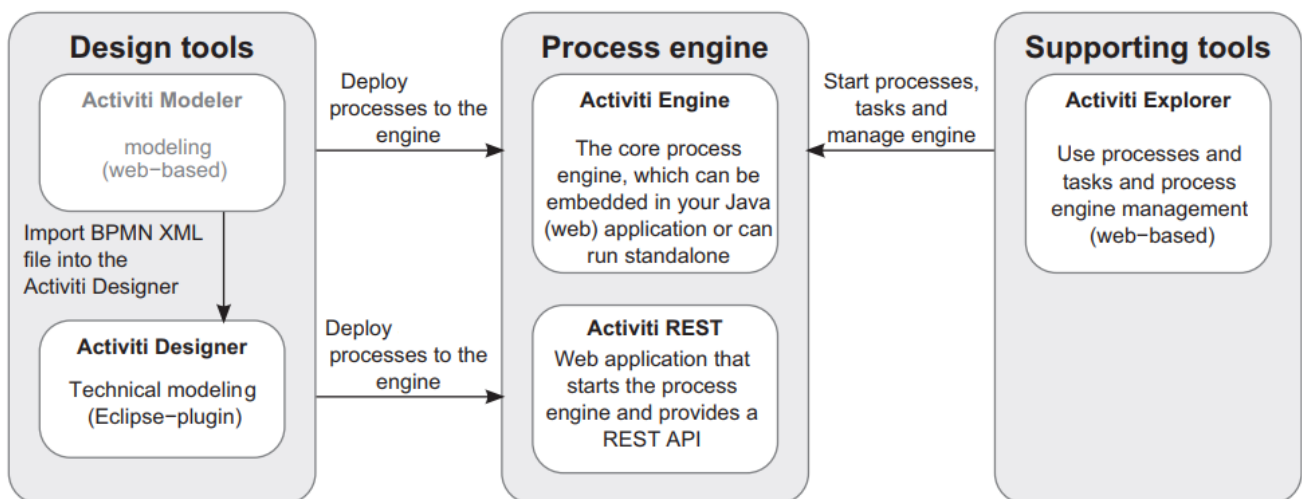 Design tools
Activiti Modeler
modeling
(web-based)
Import BPMN XML
file into the
Activiti Designer
Activiti Designer
Technical modeling
(Eclipse-plugin)
Deploy
processes to the
engine
Deploy
processes to the
engine
Process engine
Activiti Engine
The core process
engine, which can be
embedded in your Java
(web) application or can
run standalone
Activiti REST
Web application that
starts the process
engine and provides a
REST API
Start processes,
tasks and
manage engine
Supporting tools
Activiti Explorer
Use processes and
tasks and process
engine management
(web-based)